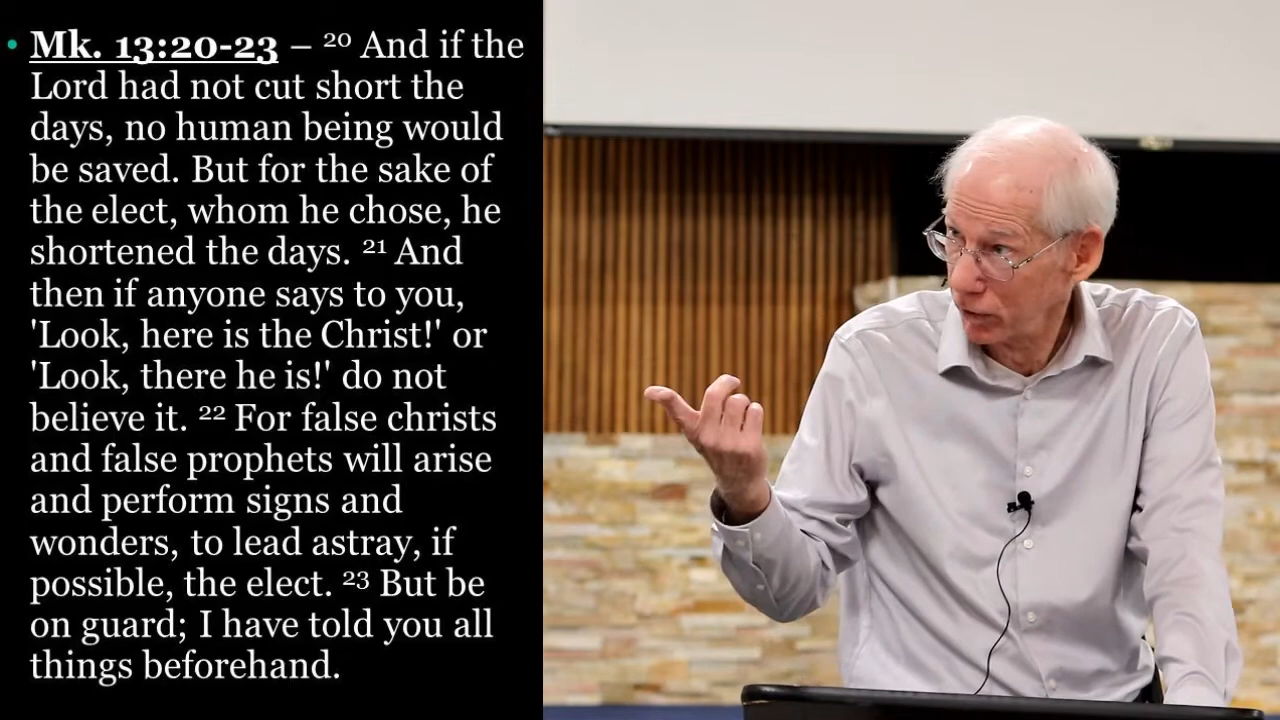 • Mk. 13:20-23 – ²⁰ And if the
Lord had not cut short the
days, no human being would
be saved. But for the sake of
the elect, whom he chose, he
shortened the days. ²¹ And
then if anyone says to you,
'Look, here is the Christ!' or
'Look, there he is!' do not
believe it. ²² For false christs
and false prophets will arise
and perform signs and
wonders, to lead astray, if
possible, the elect. ²³ But be
on guard; I have told you all
things beforehand.